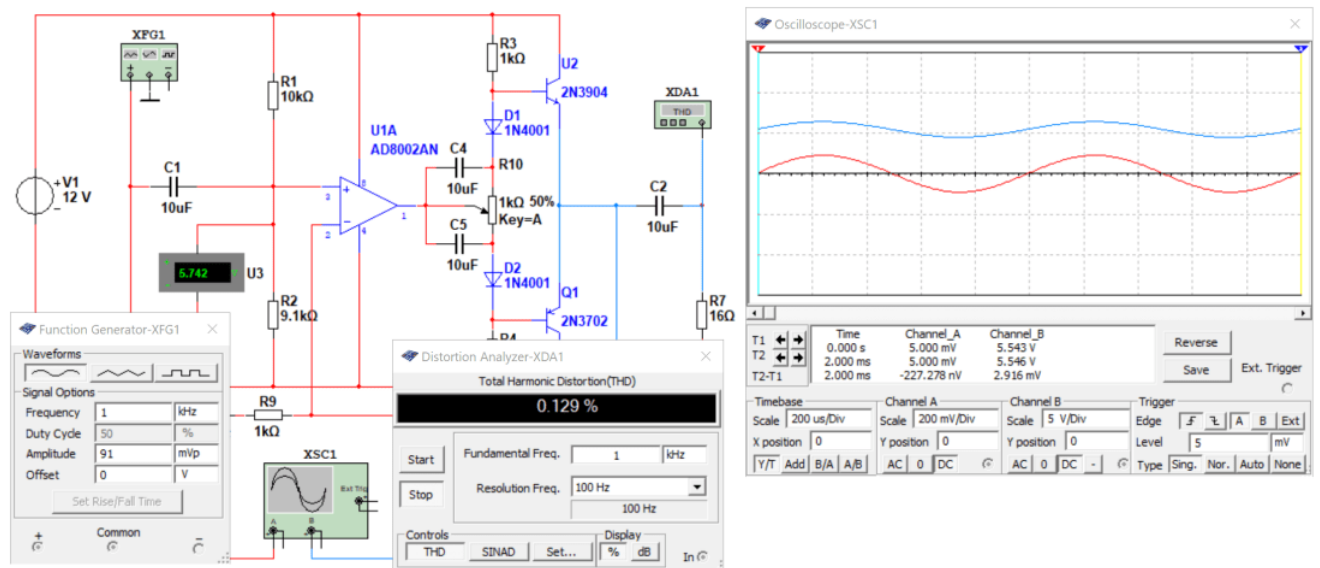 XFG1
R1
10kΩ
R3
1kΩ
U2
2N3904
XDA1
THD
D1
1N4001
U1A
AD8002AN
C4
10uF
R10
V1
12 V
C1
10uF
3
8
1
2
4
1kΩ 50%
Key=A
C2
10uF
C5
10uF
5.742
U3
D2
1N4001
Q1
2N3702
R2
9.1kΩ
R7
16Ω
R4
R9
1kΩ
XSC1
Ext Trig
A
B
Function Generator-XFG1
Waveforms
Signal Options
Frequency 1 kHz
Duty Cycle 50 %
Amplitude 91 mVp
Offset 0 V
Set Rise/Fall Time
+ Common −
Distortion Analyzer-XDA1
Total Harmonic Distortion(THD)
0.129 %
Start
Stop
Fundamental Freq. 1 kHz
Resolution Freq. 100 Hz
100 Hz
Controls
THD SINAD Set...
Display
% dB
In
Oscilloscope-XSC1
Time Channel_A Channel_B
T1 0.000 s 5.000 mV 5.543 V
T2 2.000 ms 5.000 mV 5.546 V
T2-T1 2.000 ms -227.278 nV 2.916 mV
Reverse
Save
Ext. Trigger
Timebase
Scale 200 us/Div
X position 0
Y/T Add B/A A/B
Channel A
Scale 200 mV/Div
Y position 0
AC 0 DC
Channel B
Scale 5 V/Div
Y position 0
AC 0 DC -
Trigger
Edge A B Ext
Level 5 mV
Type Sing. Nor. Auto None